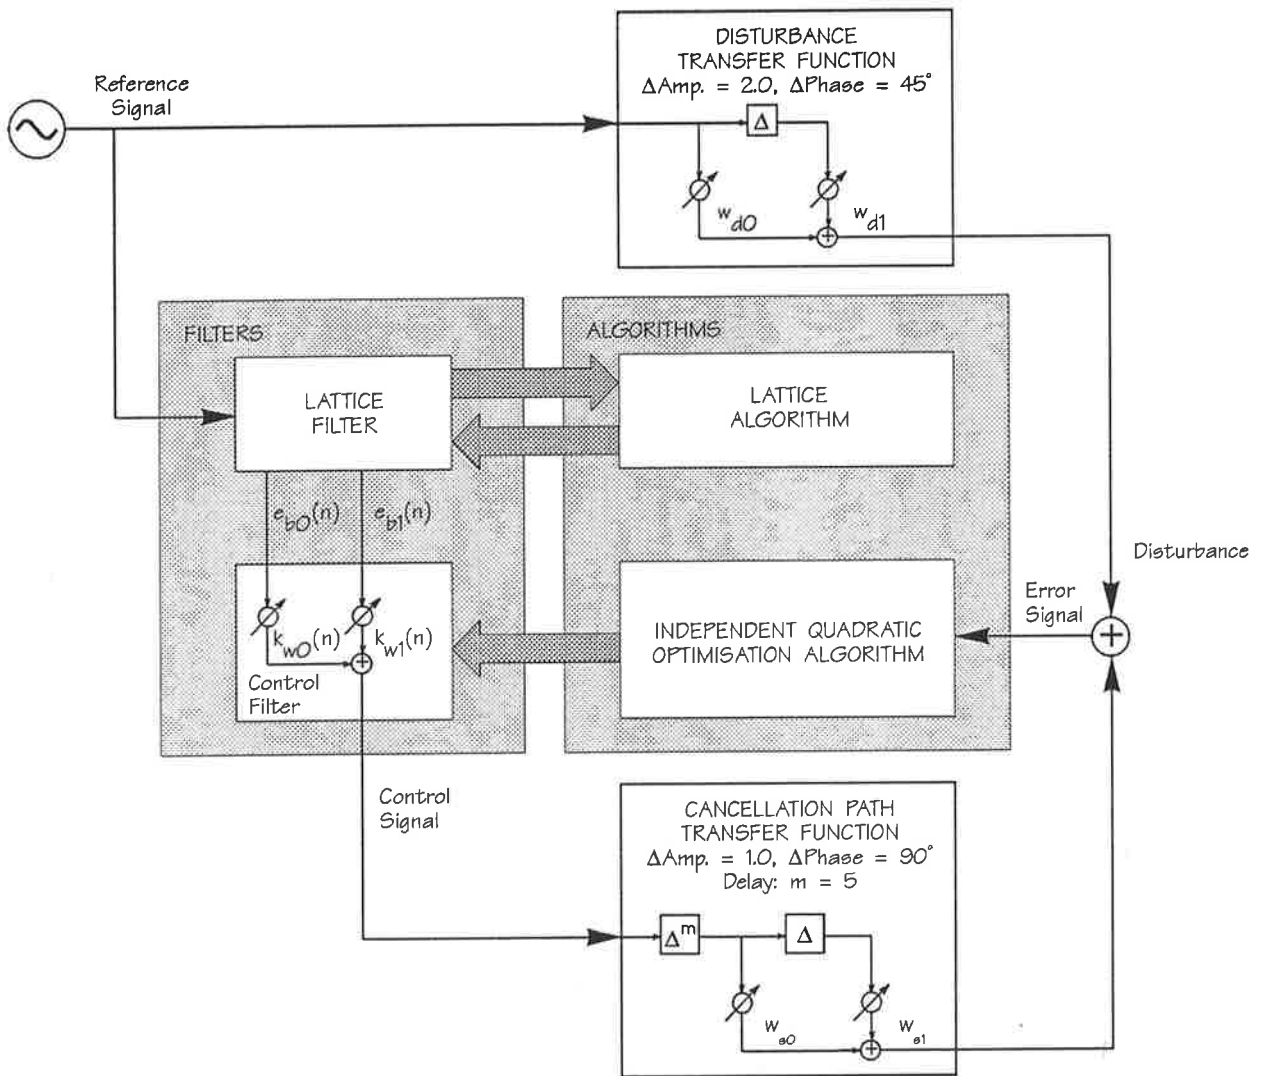 DISTURBANCE
TRANSFER FUNCTION
ΔAmp. = 2.0, ΔPhase = 45°
Reference
Signal
Δ
w_d0
w_d1
FILTERS
ALGORITHMS
LATTICE
FILTER
LATTICE
ALGORITHM
e_b0(n)
e_b1(n)
Disturbance
Error
Signal
INDEPENDENT QUADRATIC
OPTIMISATION ALGORITHM
k_w0(n)
k_w1(n)
Control
Filter
Control
Signal
CANCELLATION PATH
TRANSFER FUNCTION
ΔAmp. = 1.0, ΔPhase = 90°
Delay: m = 5
Δ^m
Δ
w_s0
w_s1